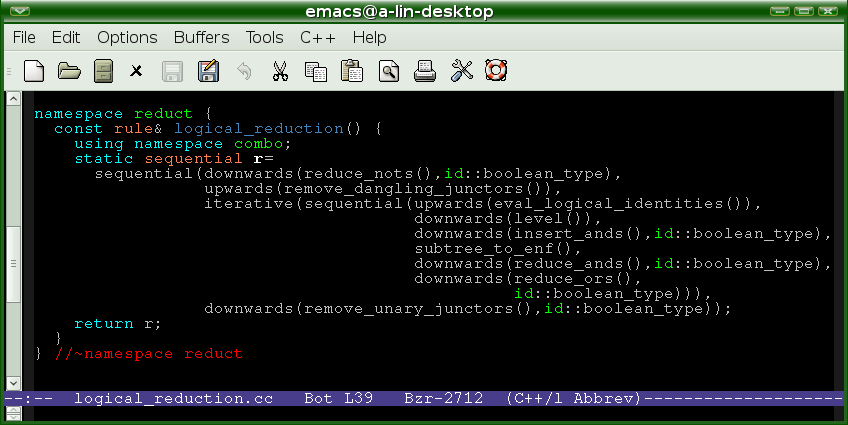 emacs@a-lin-desktop
File Edit Options Buffers Tools C++ Help
namespace reduct {
  const rule& logical_reduction() {
    using namespace combo;
    static sequential r=
      sequential(downwards(reduce_nots(),id::boolean_type),
                 upwards(remove_dangling_junctors()),
                 iterative(sequential(upwards(eval_logical_identities()),
                                      downwards(level()),
                                      downwards(insert_ands(),id::boolean_type),
                                      subtree_to_enf(),
                                      downwards(reduce_ands(),id::boolean_type),
                                      downwards(reduce_ors(),
                                                id::boolean_type))),
                 downwards(remove_unary_junctors(),id::boolean_type));
    return r;
  }
} //~namespace reduct
--:--  logical_reduction.cc   Bot L39   Bzr-2712  (C++/l Abbrev)--------------------